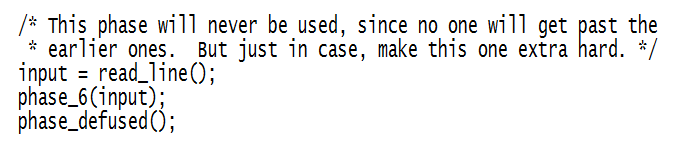 /* This phase will never be used, since no one will get past the
 * earlier ones.  But just in case, make this one extra hard. */
input = read_line();
phase_6(input);
phase_defused();